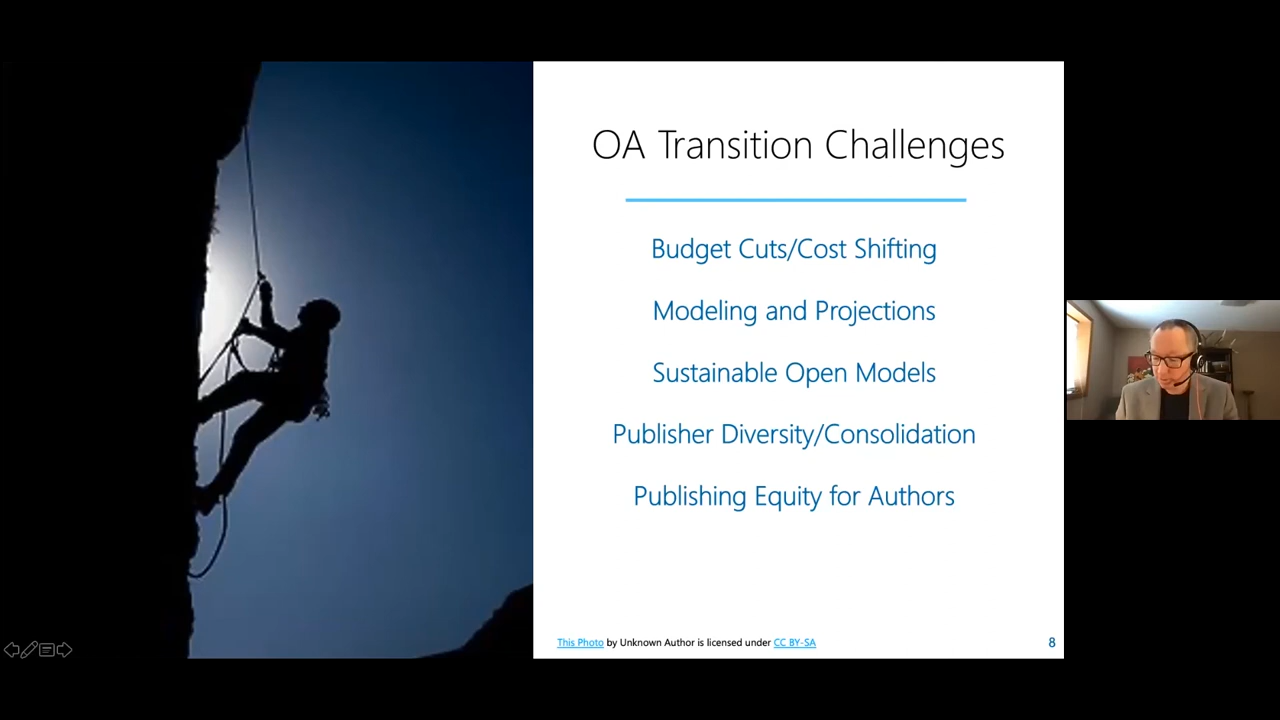 OA Transition Challenges
Budget Cuts/Cost Shifting
Modeling and Projections
Sustainable Open Models
Publisher Diversity/Consolidation
Publishing Equity for Authors
This Photo by Unknown Author is licensed under CC BY-SA
8